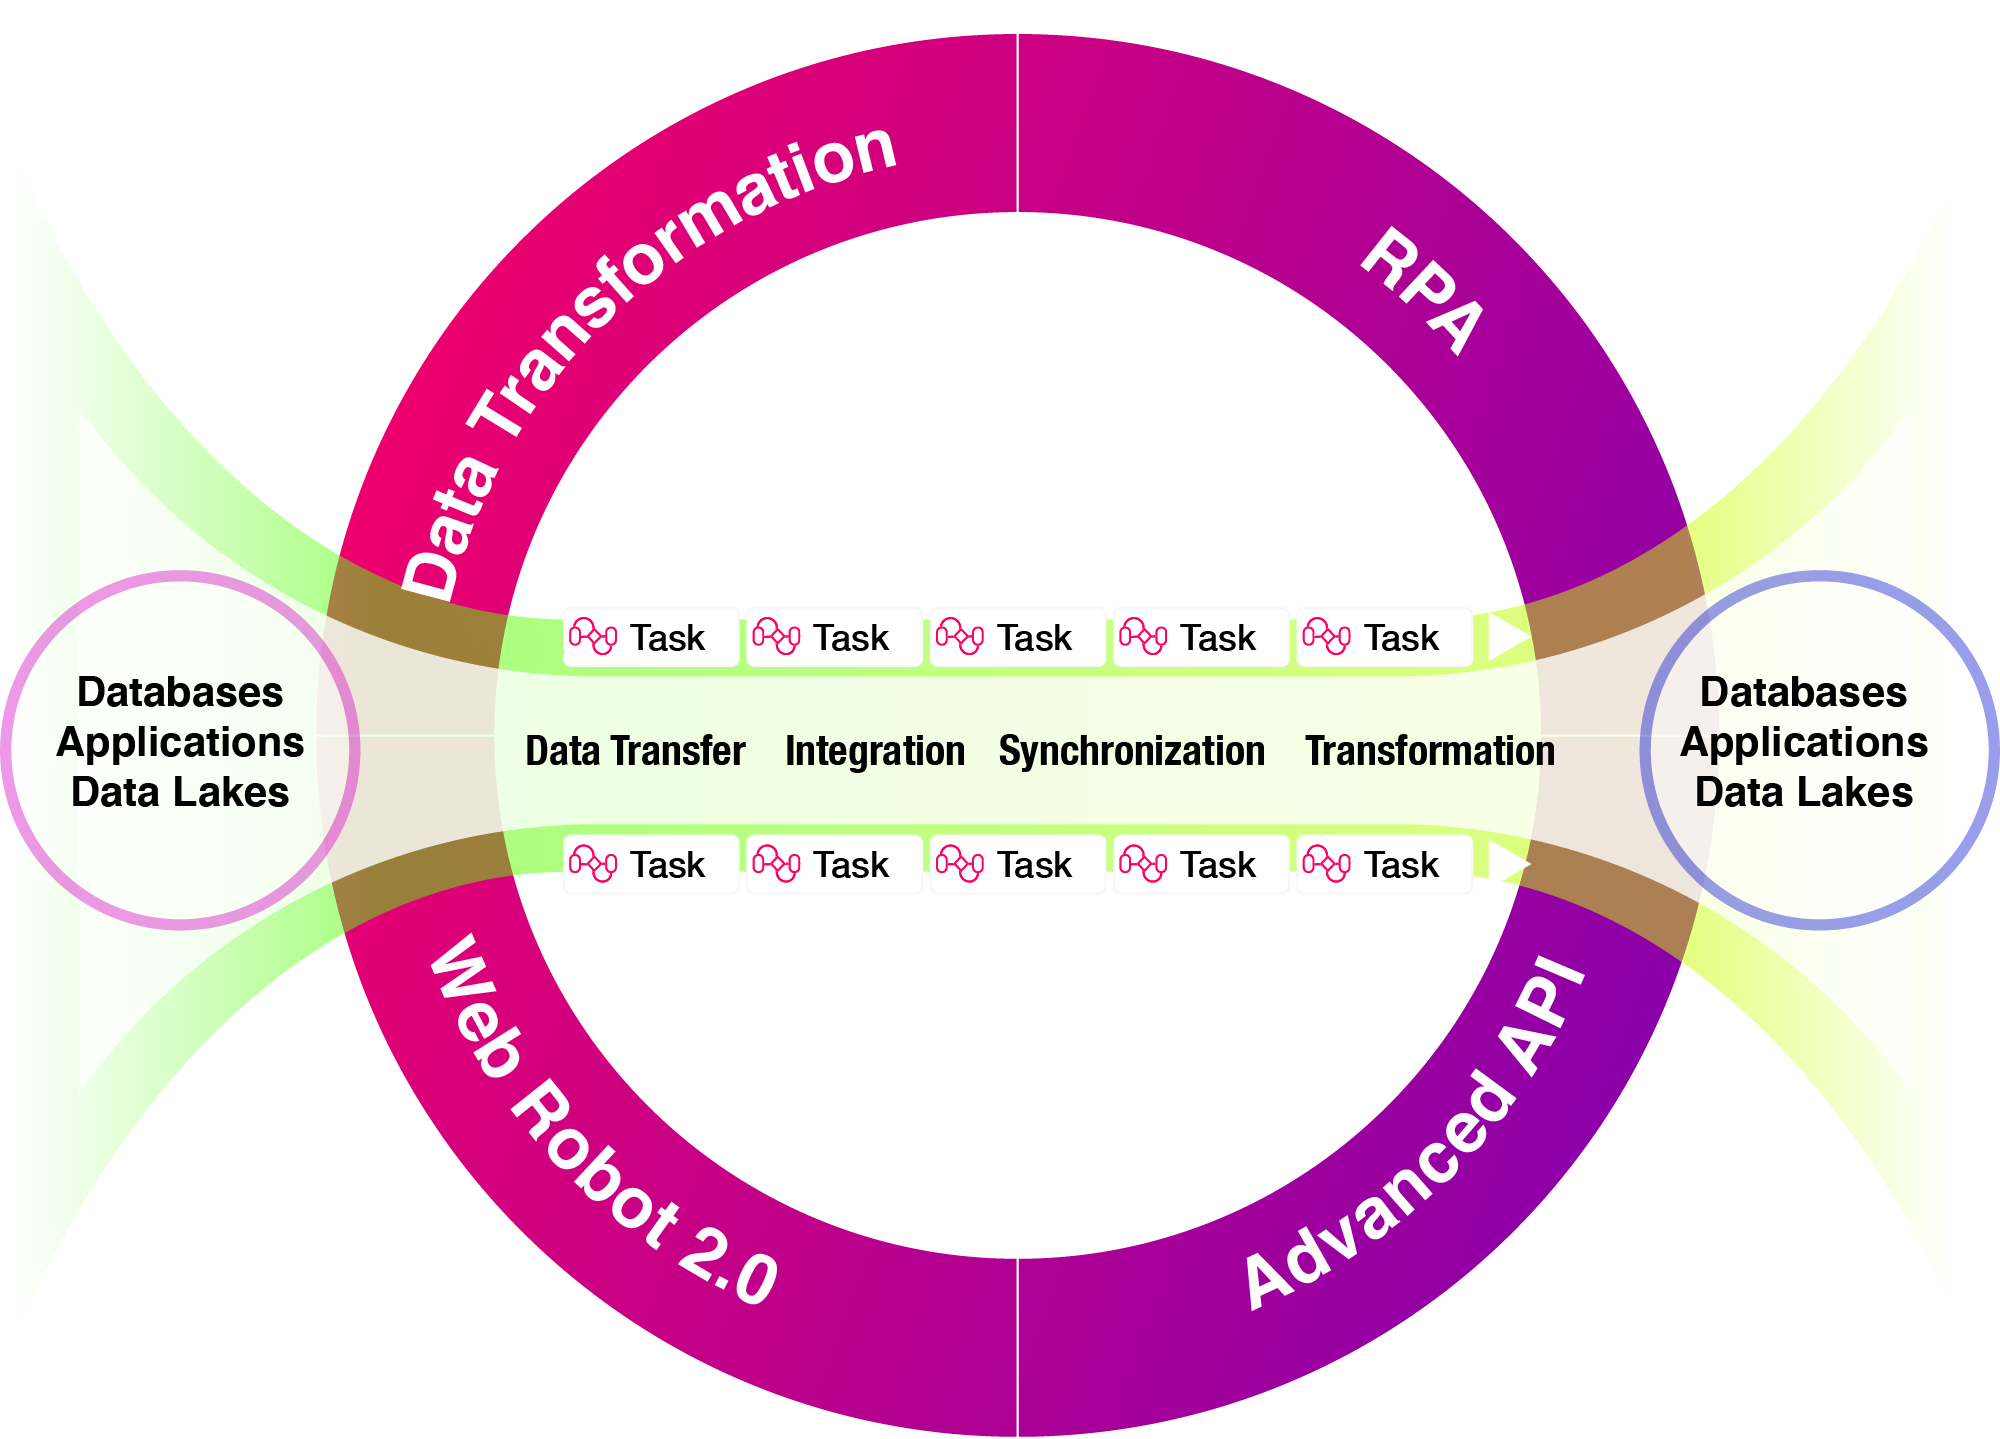 Data Transformation
RPA
Task
Task
Task
Task
Task
Databases
Applications
Data Lakes
Data Transfer
Integration
Synchronization
Transformation
Databases
Applications
Data Lakes
Task
Task
Task
Task
Task
Web Robot 2.0
Advanced API